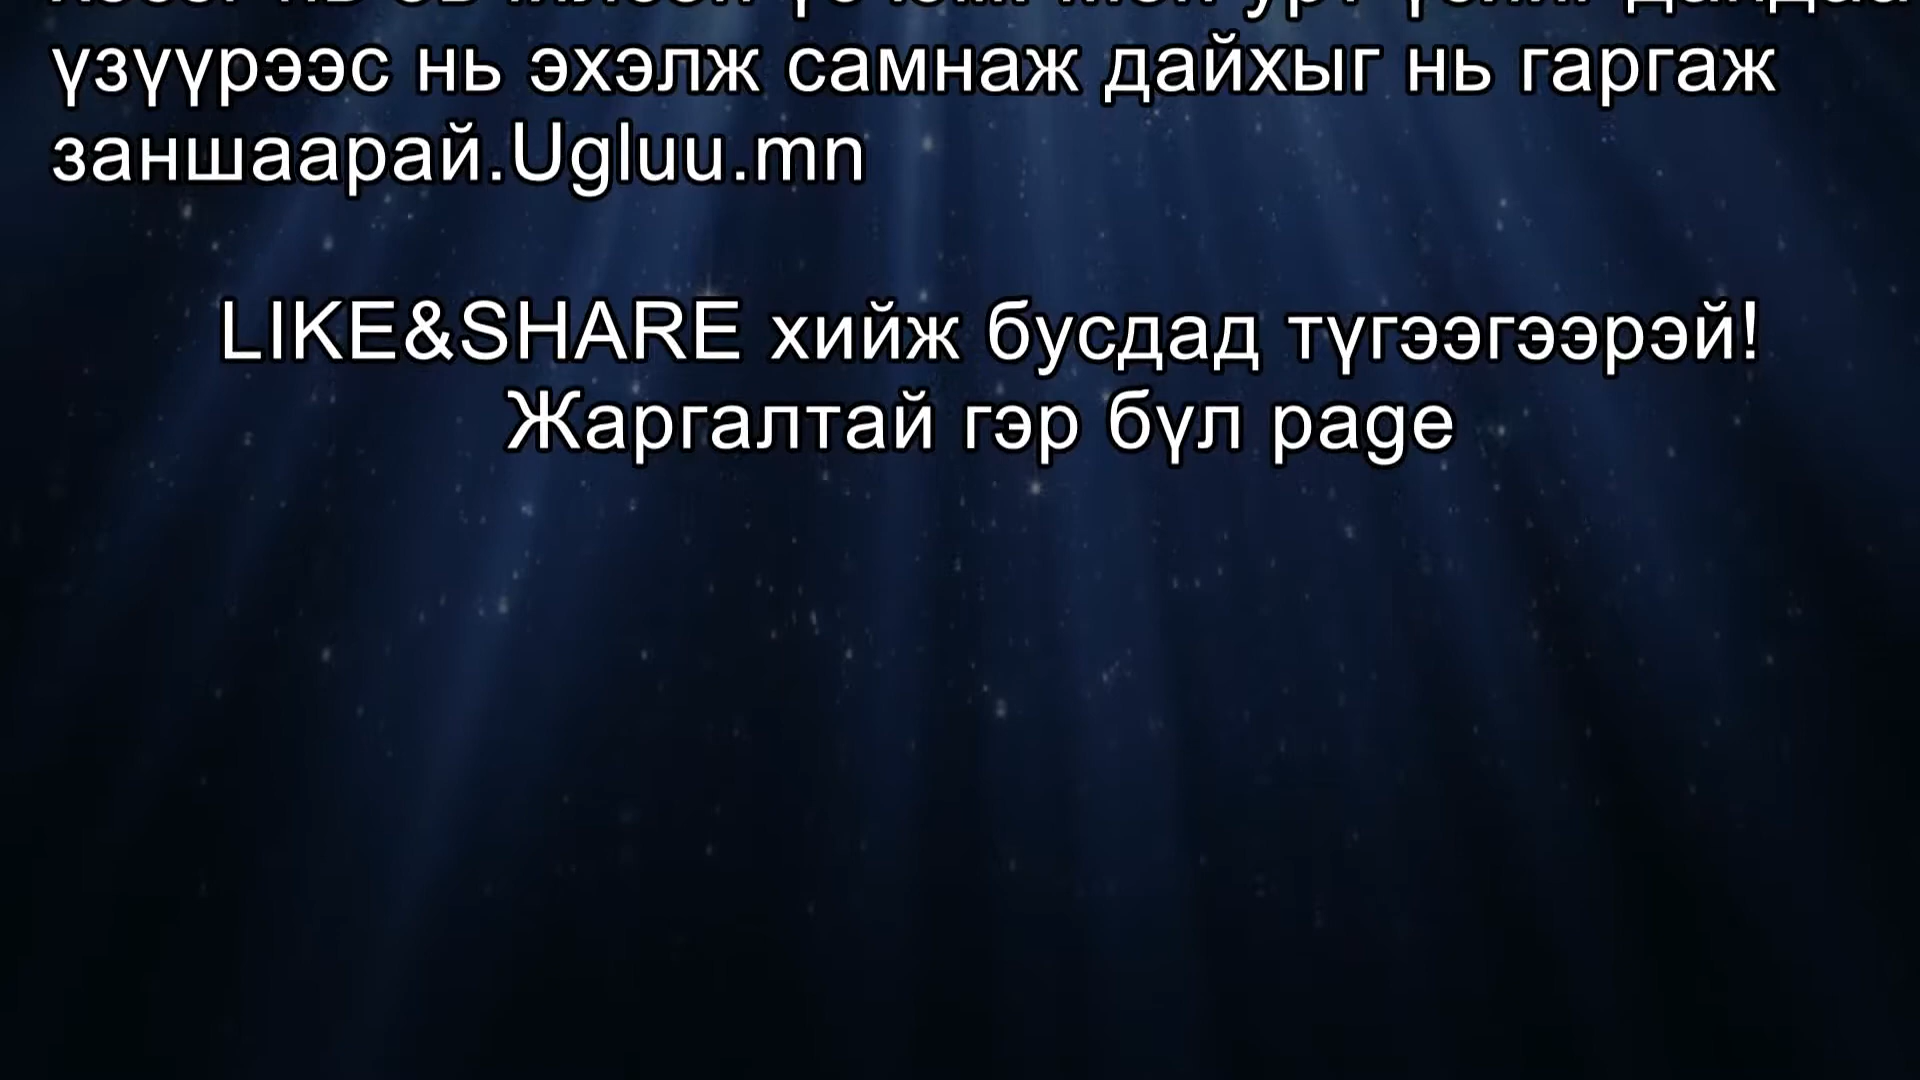 үзүүрээс нь эхэлж самнаж дайхыг нь гаргаж
заншаарай.Ugluu.mn
LIKE&SHARE хийж бусдад түгээгээрэй!
Жаргалтай гэр бүл page